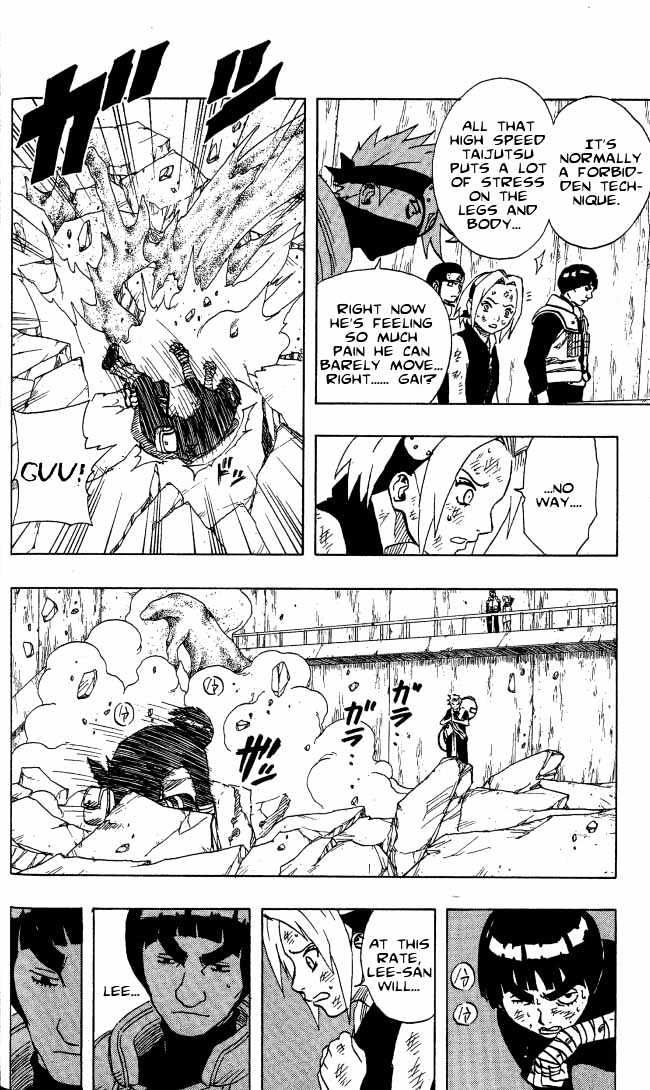 IT'S
NORMALLY
A FORBID-
DEN TECH-
NIQUE.
ALL THAT
HIGH SPEED
TAIJUTSU
PUTS A LOT
OF STRESS
ON THE
LEGS AND
BODY...
RIGHT NOW
HE'S FEELING
SO MUCH
PAIN HE CAN
BARELY MOVE...
RIGHT...... GAI?
...NO
WAY....
ガッ
GUU!
ドッ
ガラ
ガラ
AT THIS
RATE,
LEE-SAN
WILL...
LEE...